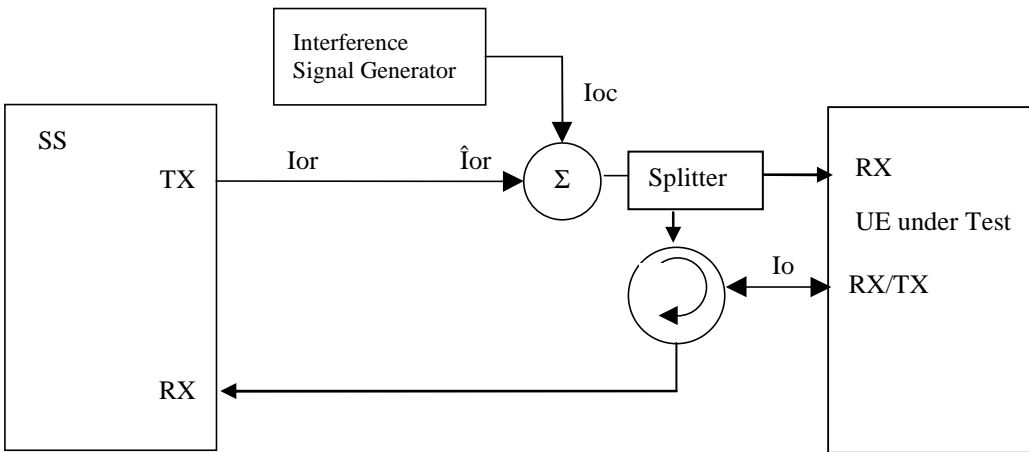 Interference
Signal Generator
Ioc
SS
TX
Ior
Îor
Σ
Splitter
RX
UE under Test
Io
RX/TX
RX